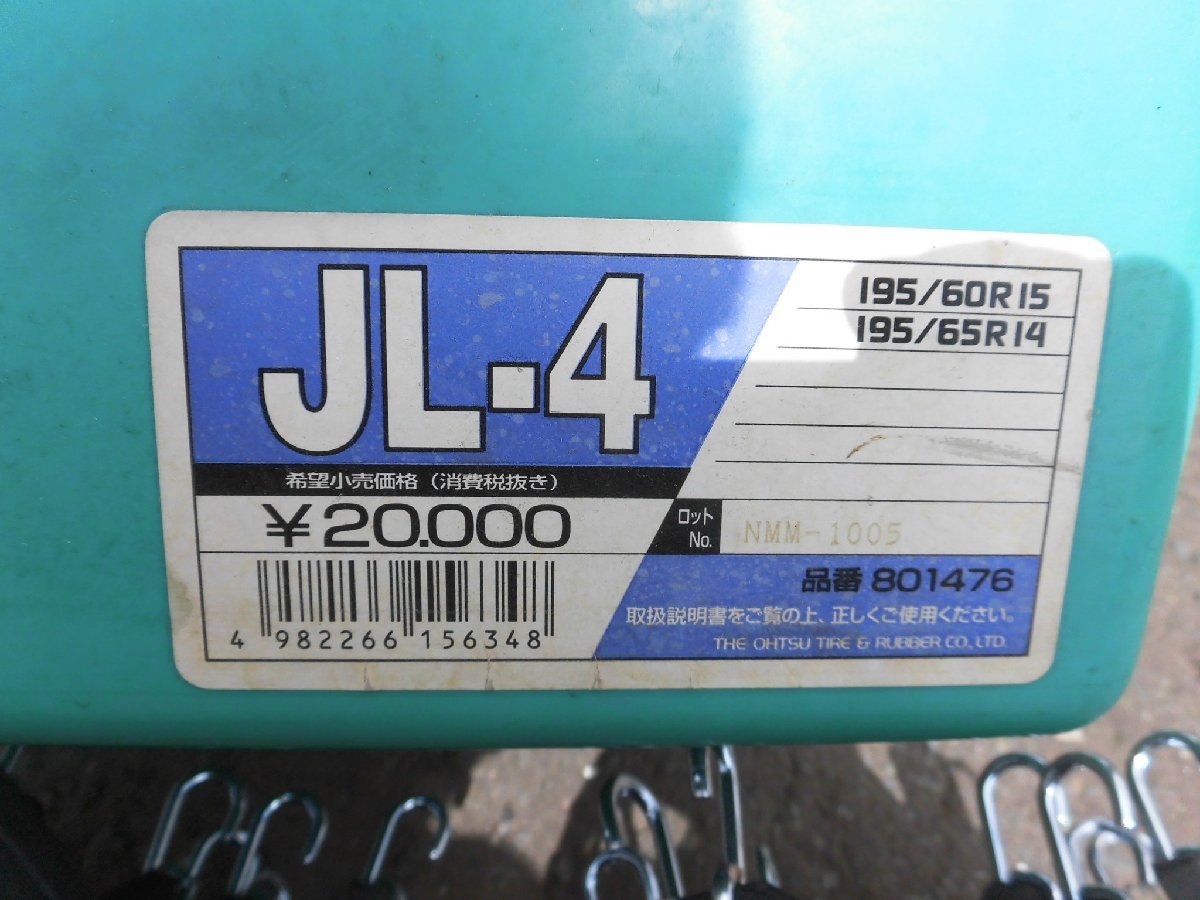 JL-4
195/60R15
195/65R14
希望小売価格（消費税抜き）
￥20.000
ロット No.
NMM-1005
品番 801476
取扱説明書をご覧の上、正しくご使用ください。
THE OHTSU TIRE & RUBBER CO., LTD.
4 982266 156348